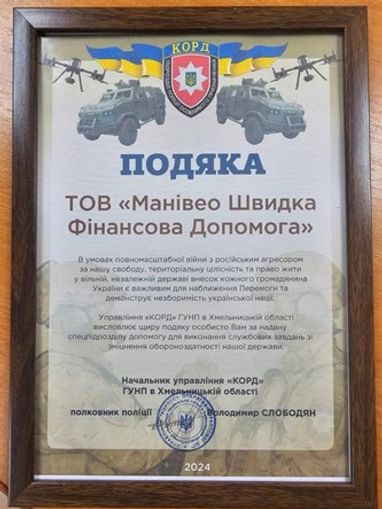 КОРД
ПОДЯКА
ТОВ «Манівео Швидка
Фінансова Допомога»
В умовах повномасштабної війни з російським агресором
за нашу свободу, територіальну цілісність та право жити
у вільній, незалежній державі внесок кожного громадянина
України є важливим для наближення Перемоги та
демонструє незборимість української нації.
Управління «КОРД» ГУНП в Хмельницькій області
висловлює щиру подяку особисто Вам за надану
спецпідрозділу допомогу для виконання службових завдань зі
зміцнення обороноздатності нашої держави.
Начальник управління «КОРД»
ГУНП в Хмельницькій області
полковник поліції Володимир СЛОБОДЯН
2024